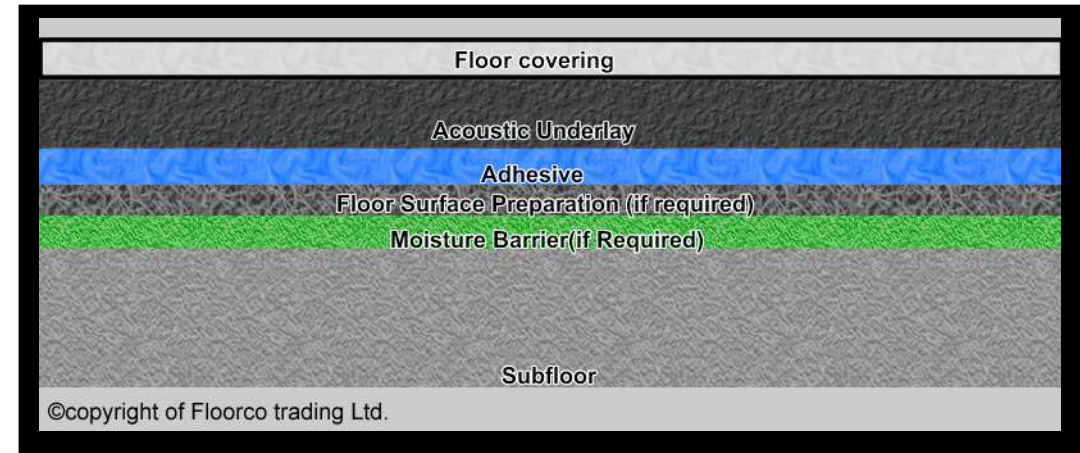 Floor covering
Acoustic Underlay
Adhesive
Floor Surface Preparation (if required)
Moisture Barrier(if Required)
Subfloor
©copyright of Floorco trading Ltd.